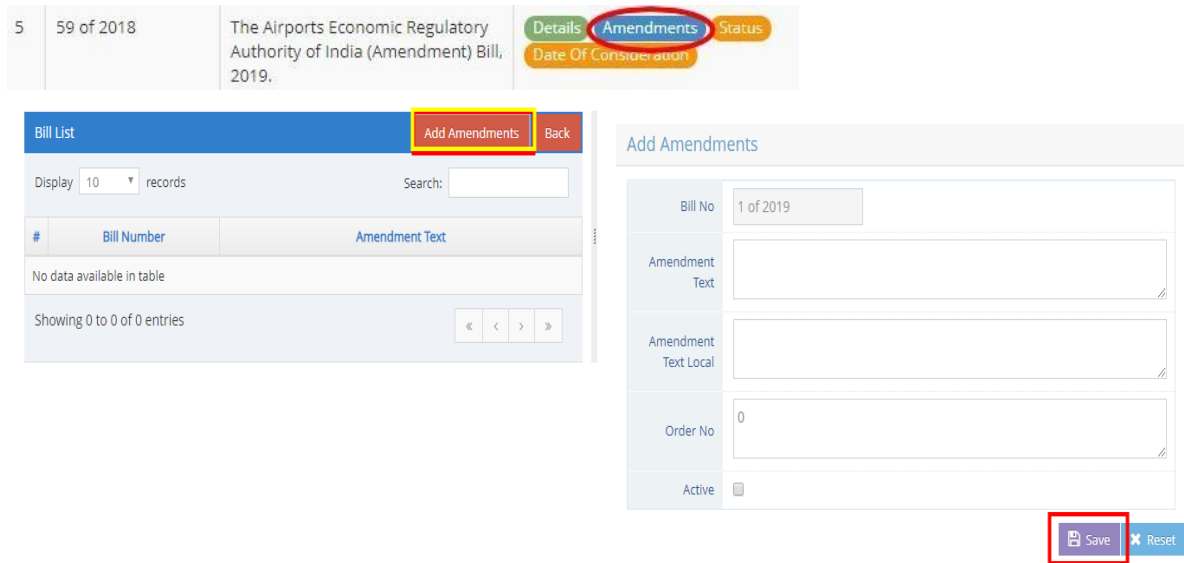 5 59 of 2018 The Airports Economic Regulatory Details Amendments Status
Authority of India (Amendment) Bill, Date Of Consideration
2019.
Bill List Add Amendments Back
Display 10 records Search:
# Bill Number Amendment Text
No data available in table
Showing 0 to 0 of 0 entries « ‹ › »
Add Amendments
Bill No 1 of 2019
Amendment
Text
Amendment
Text Local
Order No 0
Active
Save Reset